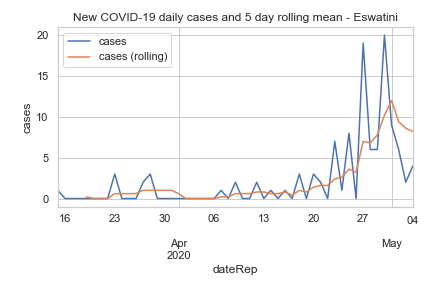 New COVID-19 daily cases and 5 day rolling mean - Eswatini
cases
cases (rolling)
20
15
10
5
0
cases
16 23 30 06 13 20 27 04
Apr May
2020
dateRep